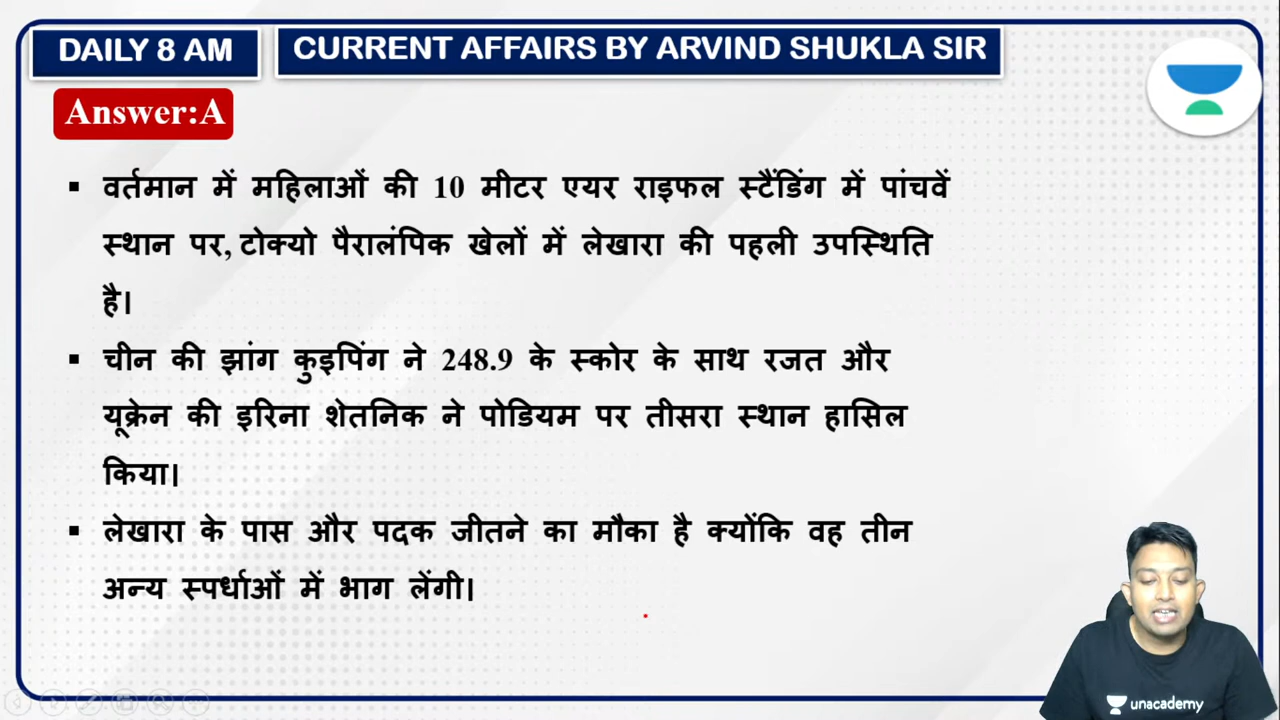 DAILY 8 AM
CURRENT AFFAIRS BY ARVIND SHUKLA SIR
Answer:A
▪ वर्तमान में महिलाओं की 10 मीटर एयर राइफल स्टैंडिंग में पांचवें
स्थान पर, टोक्यो पैरालंपिक खेलों में लेखारा की पहली उपस्थिति
है।
▪ चीन की झांग कुइपिंग ने 248.9 के स्कोर के साथ रजत और
यूक्रेन की इरिना शेतनिक ने पोडियम पर तीसरा स्थान हासिल
किया।
▪ लेखारा के पास और पदक जीतने का मौका है क्योंकि वह तीन
अन्य स्पर्धाओं में भाग लेंगी।
unacademy